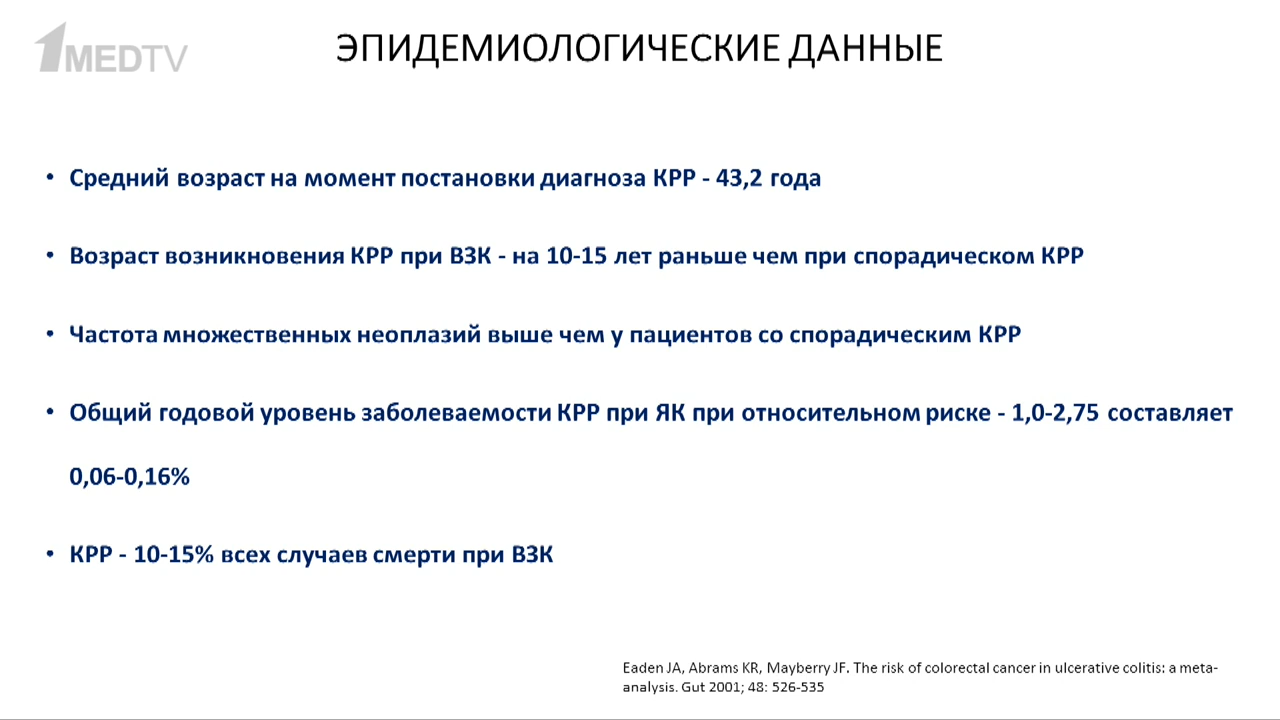 1MEDTV
ЭПИДЕМИОЛОГИЧЕСКИЕ ДАННЫЕ
• Средний возраст на момент постановки диагноза КРР - 43,2 года
• Возраст возникновения КРР при ВЗК - на 10-15 лет раньше чем при спорадическом КРР
• Частота множественных неоплазий выше чем у пациентов со спорадическим КРР
• Общий годовой уровень заболеваемости КРР при ЯК при относительном риске - 1,0-2,75 составляет
0,06-0,16%
• КРР - 10-15% всех случаев смерти при ВЗК
Eaden JA, Abrams KR, Mayberry JF. The risk of colorectal cancer in ulcerative colitis: a meta-
analysis. Gut 2001; 48: 526-535